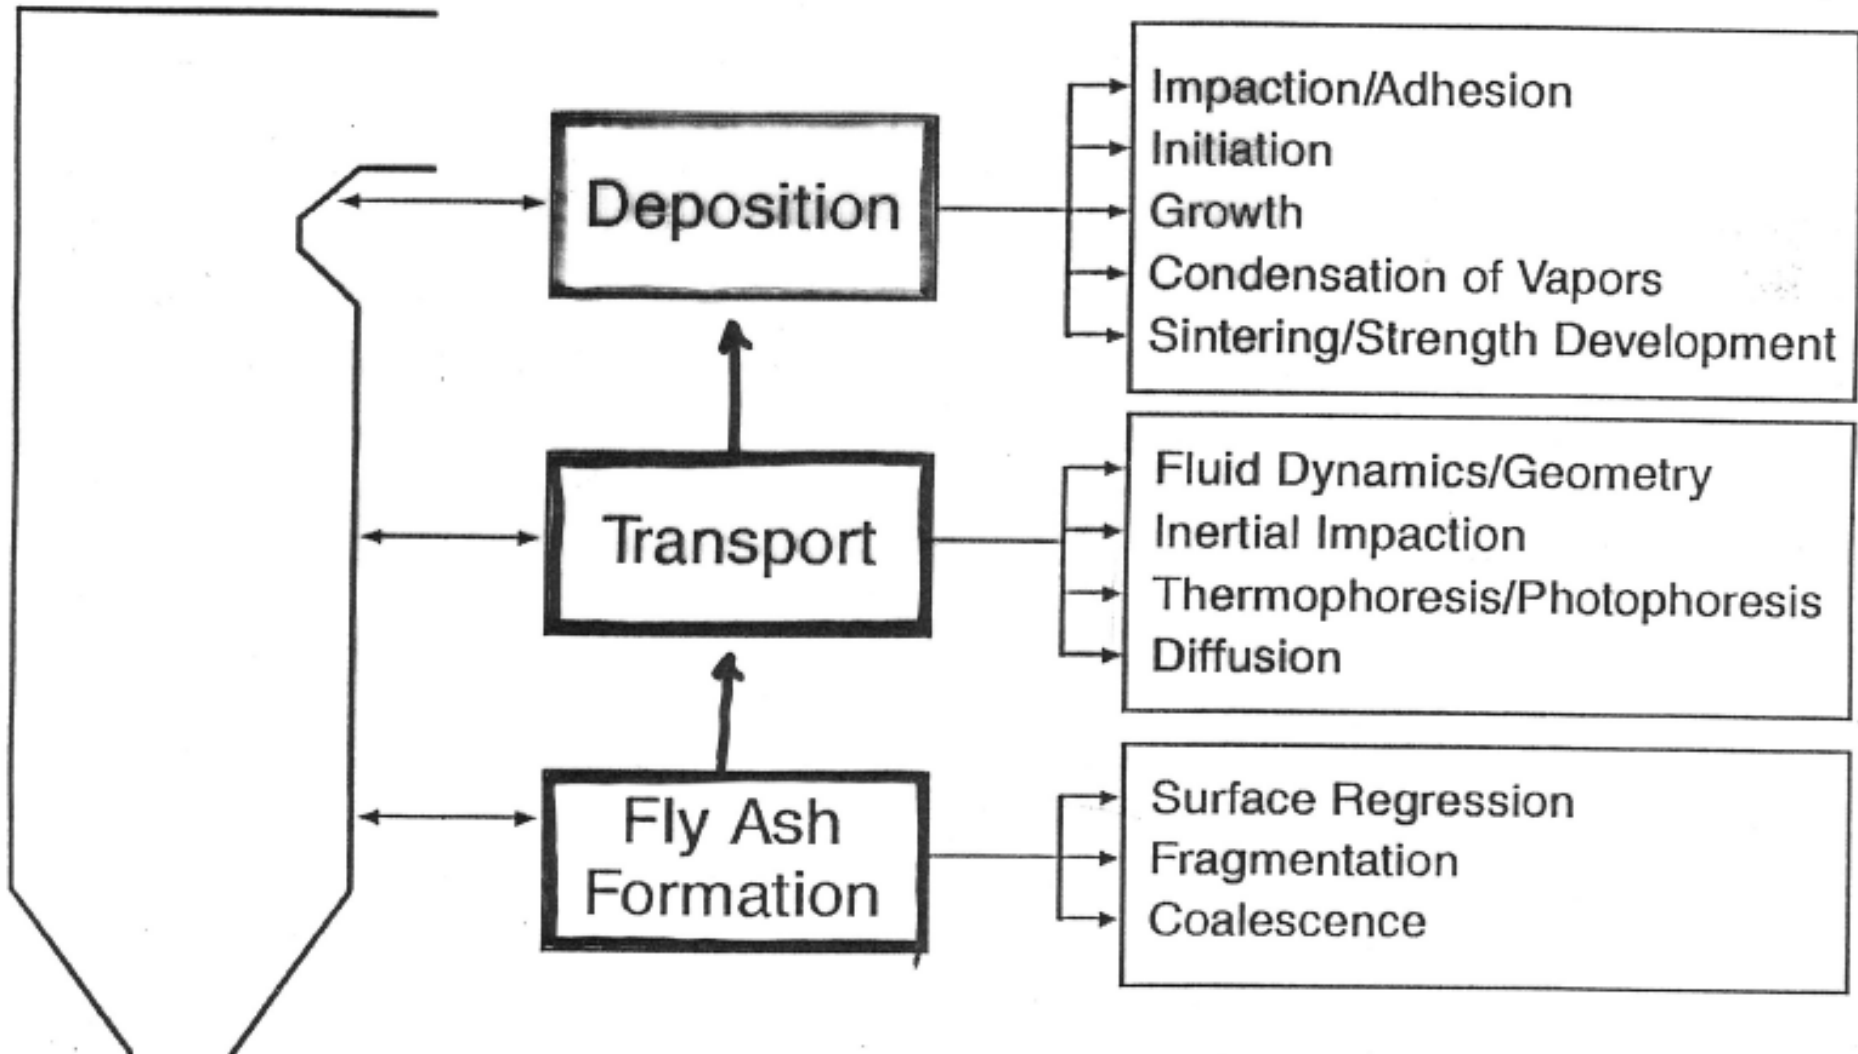 Deposition
Impaction/Adhesion
Initiation
Growth
Condensation of Vapors
Sintering/Strength Development
Transport
Fluid Dynamics/Geometry
Inertial Impaction
Thermophoresis/Photophoresis
Diffusion
Fly Ash
Formation
Surface Regression
Fragmentation
Coalescence